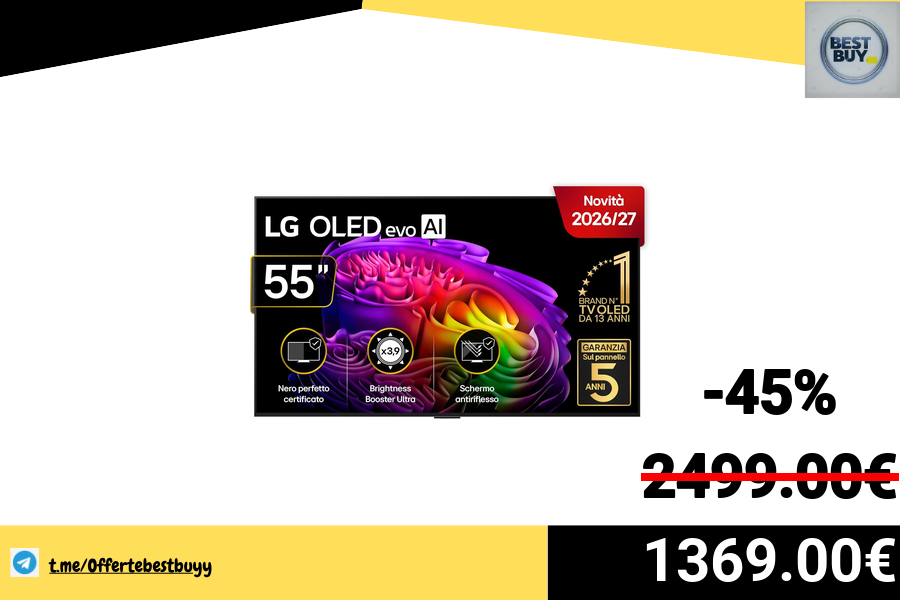 BEST
BUY
Novità
2026/27
LG OLED evo AI
55"
1
BRAND N°
TV OLED
DA 13 ANNI
x3,9
Nero perfetto
certificato
Brightness
Booster Ultra
Schermo
antiriflesso
GARANZIA
Sul pannello
5
ANNI
-45%
2499.00€
1369.00€
t.me/Offertebestbuyy